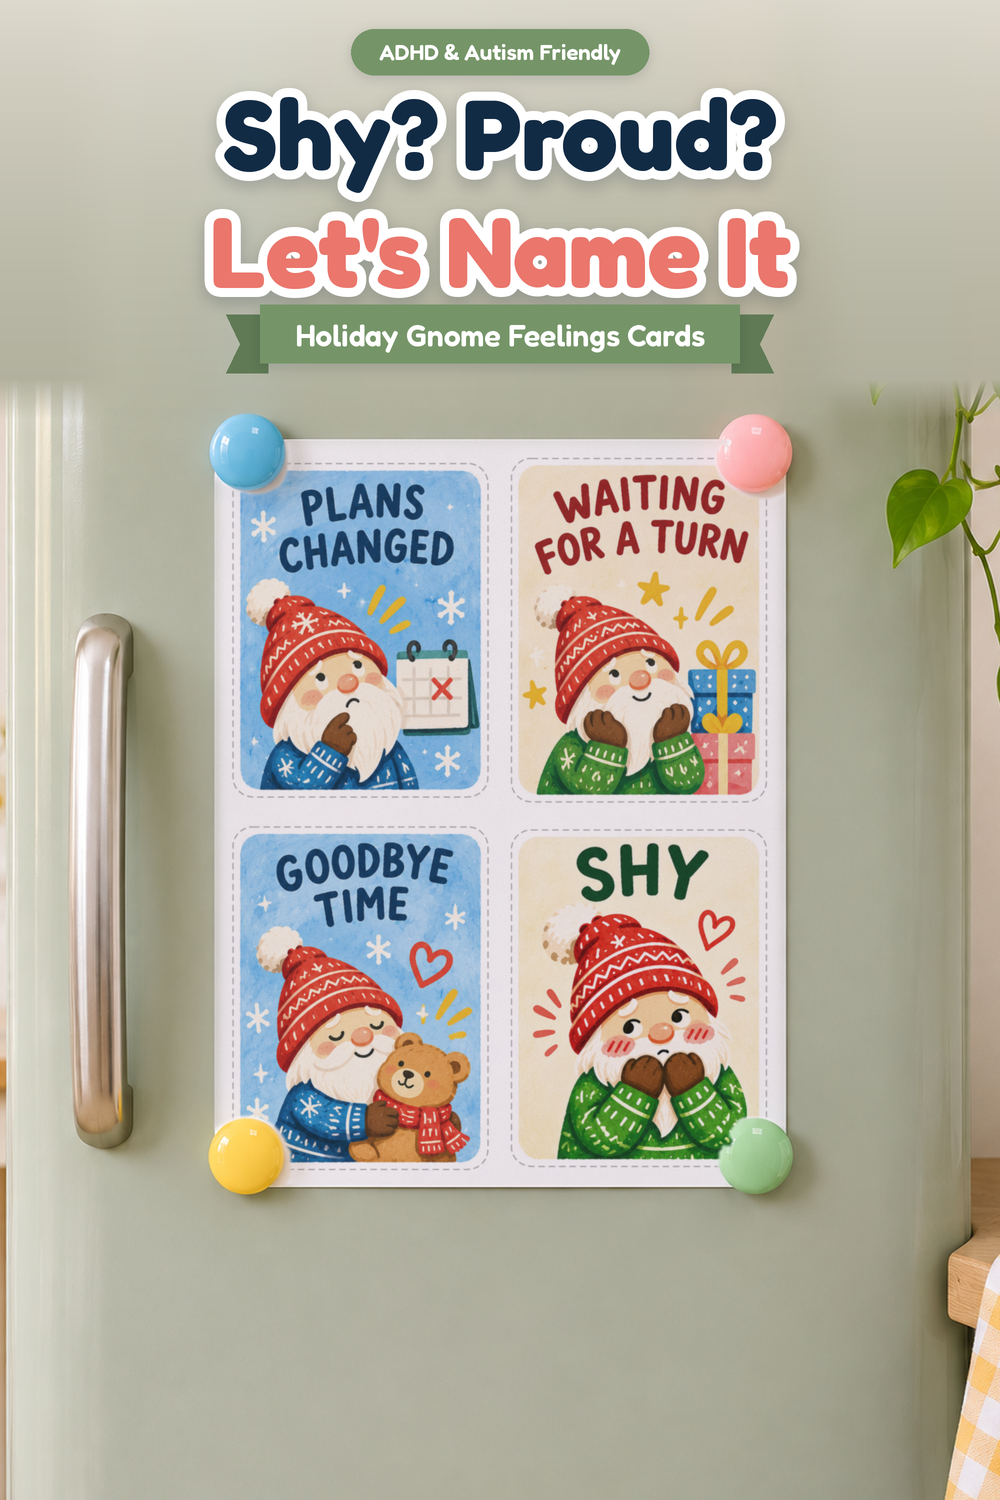 ADHD & Autism Friendly
Shy? Proud?
Let's Name It
Holiday Gnome Feelings Cards
PLANS
CHANGED
WAITING
FOR A TURN
GOODBYE
TIME
SHY